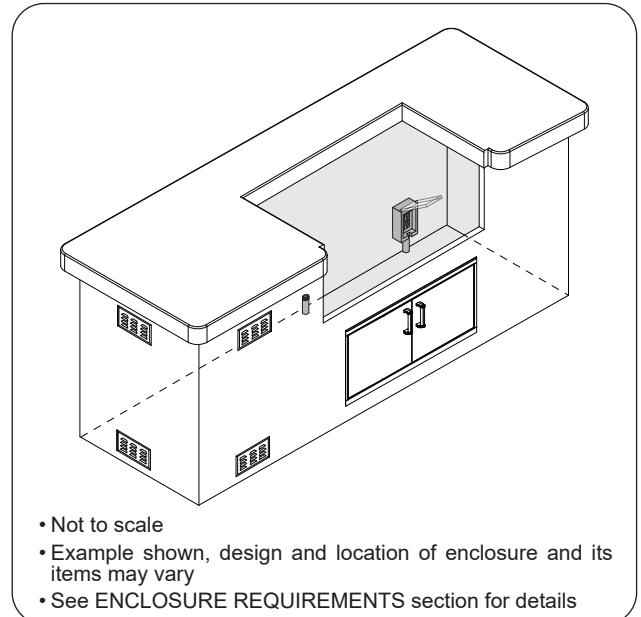 • Not to scale
• Example shown, design and location of enclosure and its
items may vary
• See ENCLOSURE REQUIREMENTS section for details